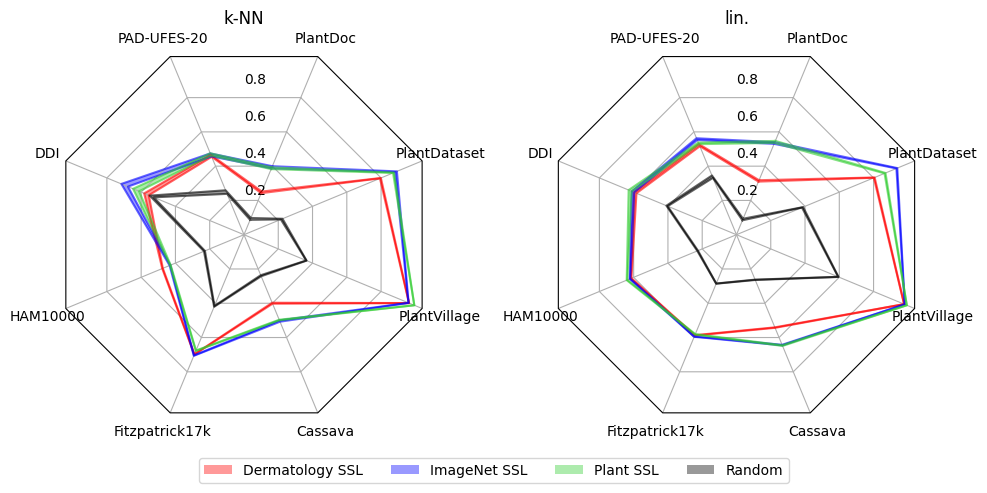 k-NN
lin.
PAD-UFES-20
PlantDoc
DDI
PlantDataset
HAM10000
PlantVillage
Fitzpatrick17k
Cassava
0.8
0.6
0.4
0.2
PAD-UFES-20
PlantDoc
DDI
PlantDataset
HAM10000
PlantVillage
Fitzpatrick17k
Cassava
0.8
0.6
0.4
0.2
Dermatology SSL
ImageNet SSL
Plant SSL
Random